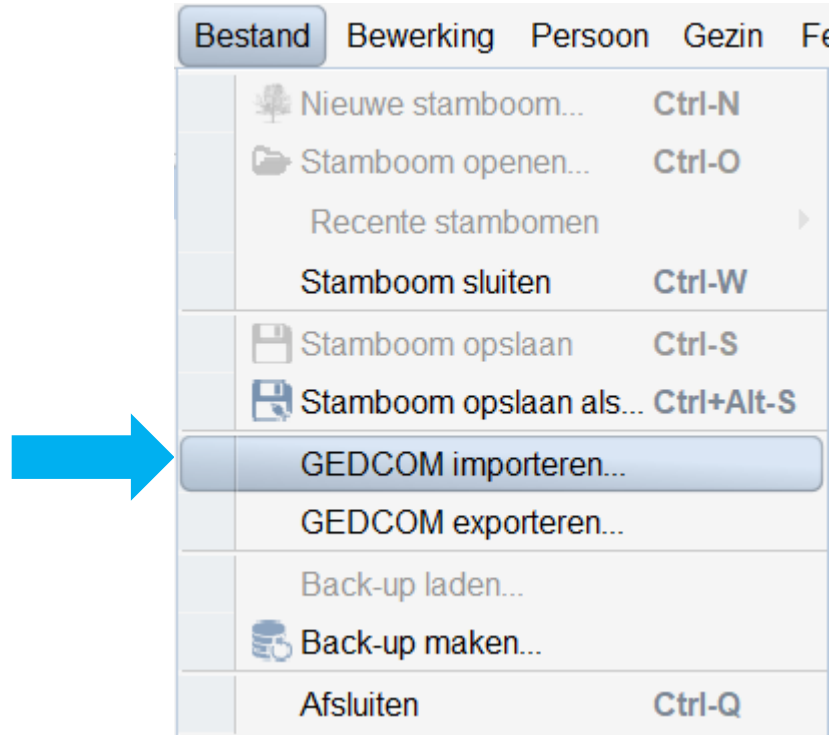 Bestand Bewerking Persoon Gezin
Nieuwe stamboom... Ctrl-N
Stamboom openen... Ctrl-O
Recente stambomen
Stamboom sluiten Ctrl-W
Stamboom opslaan Ctrl-S
Stamboom opslaan als... Ctrl+Alt-S
GEDCOM importeren...
GEDCOM exporteren...
Back-up laden...
Back-up maken...
Afsluiten Ctrl-Q